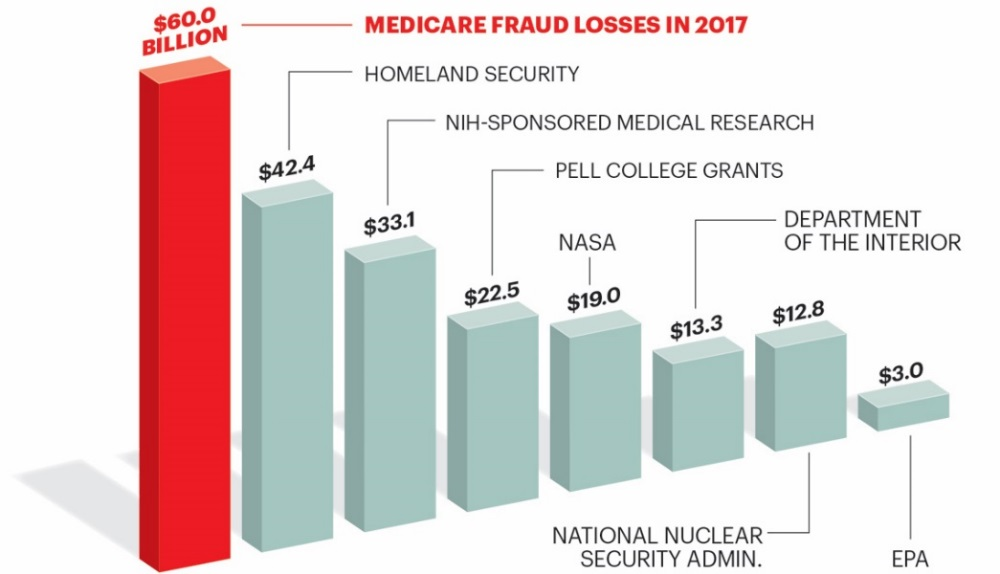 $60.0
BILLION
MEDICARE FRAUD LOSSES IN 2017
HOMELAND SECURITY
$42.4
NIH-SPONSORED MEDICAL RESEARCH
$33.1
PELL COLLEGE GRANTS
$22.5
NASA
$19.0
DEPARTMENT
OF THE INTERIOR
$13.3
$12.8
NATIONAL NUCLEAR
SECURITY ADMIN.
$3.0
EPA